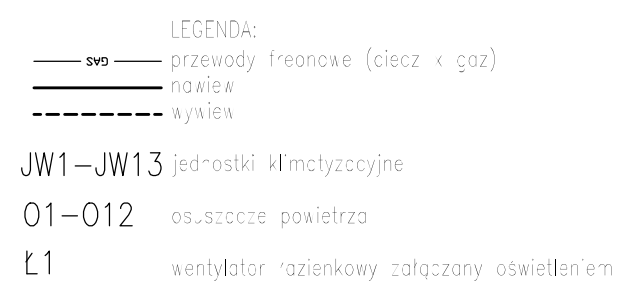 LEGENDA:
GAS przewody freonowe (ciecz x gaz)
nawiew
wywiew
JW1-JW13 jednostki klimatyzacyjne
O1-O12 osuszacze powietrza
Ł1 wentylator łazienkowy załączany oświetleniem